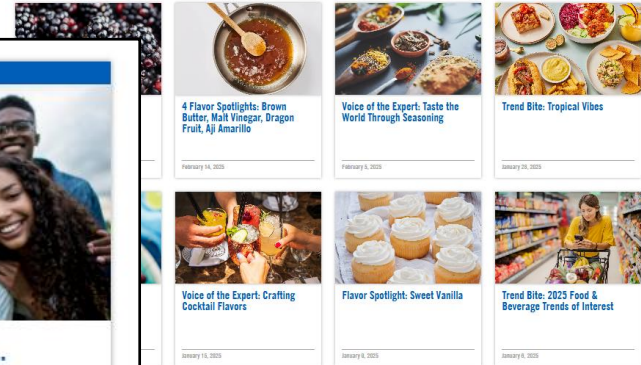 4 Flavor Spotlights: Brown
Butter, Malt Vinegar, Dragon
Fruit, Aji Amarillo
February 14, 2025
Voice of the Expert: Taste the
World Through Seasoning
February 5, 2025
Trend Bite: Tropical Vibes
January 28, 2025
Voice of the Expert: Crafting
Cocktail Flavors
January 15, 2025
Flavor Spotlight: Sweet Vanilla
January 8, 2025
Trend Bite: 2025 Food &
Beverage Trends of Interest
January 6, 2025